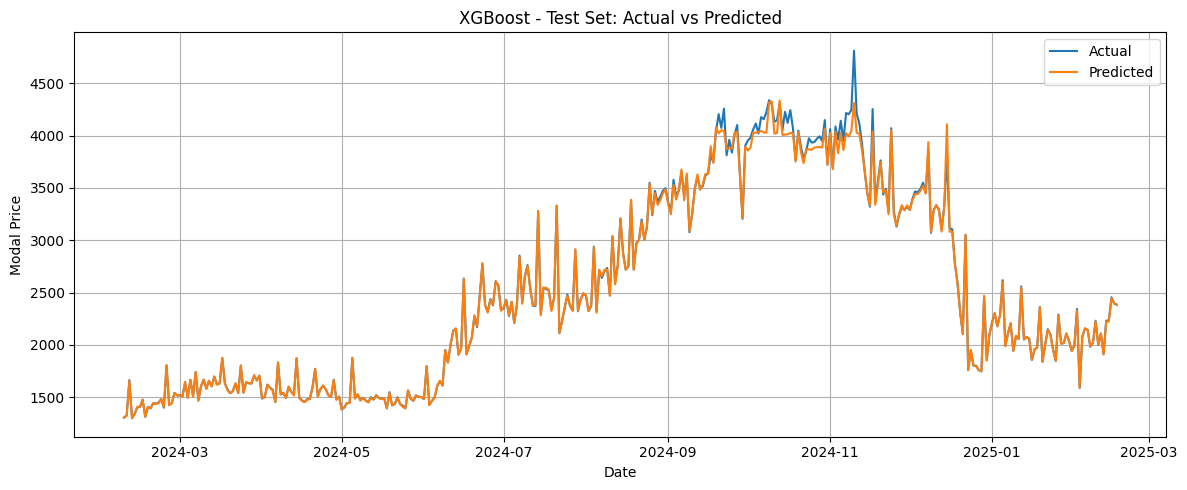 XGBoost - Test Set: Actual vs Predicted
Actual
Predicted
Modal Price
4500
4000
3500
3000
2500
2000
1500
2024-03
2024-05
2024-07
2024-09
2024-11
2025-01
2025-03
Date